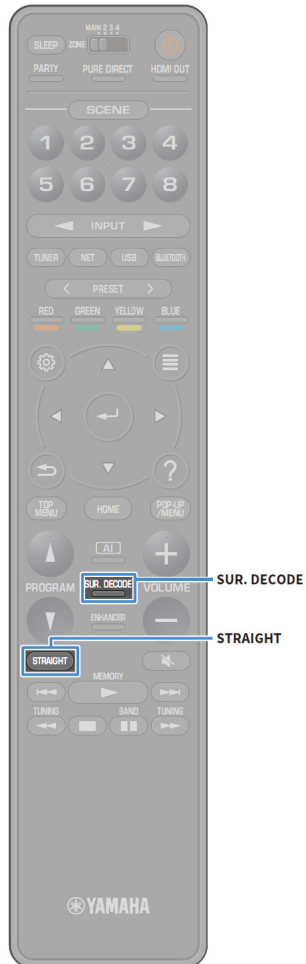 MAIN 2 3 4
SLEEP ZONE
PARTY PURE DIRECT HDMI OUT
SCENE
1 2 3 4
5 6 7 8
INPUT
TUNER NET USB BLUETOOTH
PRESET
RED GREEN YELLOW BLUE
?
TOP MENU HOME POP-UP /MENU
AI
SUR. DECODE
PROGRAM VOLUME
SUR. DECODE
ENHANCER
STRAIGHT
STRAIGHT
MEMORY
TUNING BAND TUNING
YAMAHA